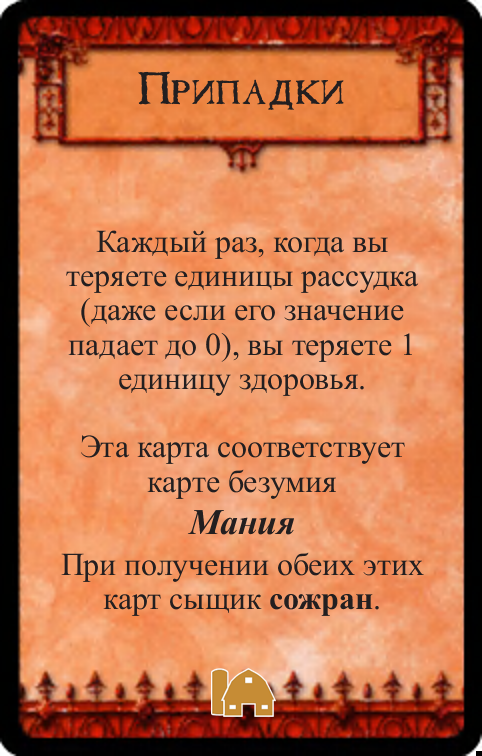 Припадки
Каждый раз, когда вы
теряете единицы рассудка
(даже если его значение
падает до 0), вы теряете 1
единицу здоровья.
Эта карта соответствует
карте безумия
Мания
При получении обеих этих
карт сыщик сожран.